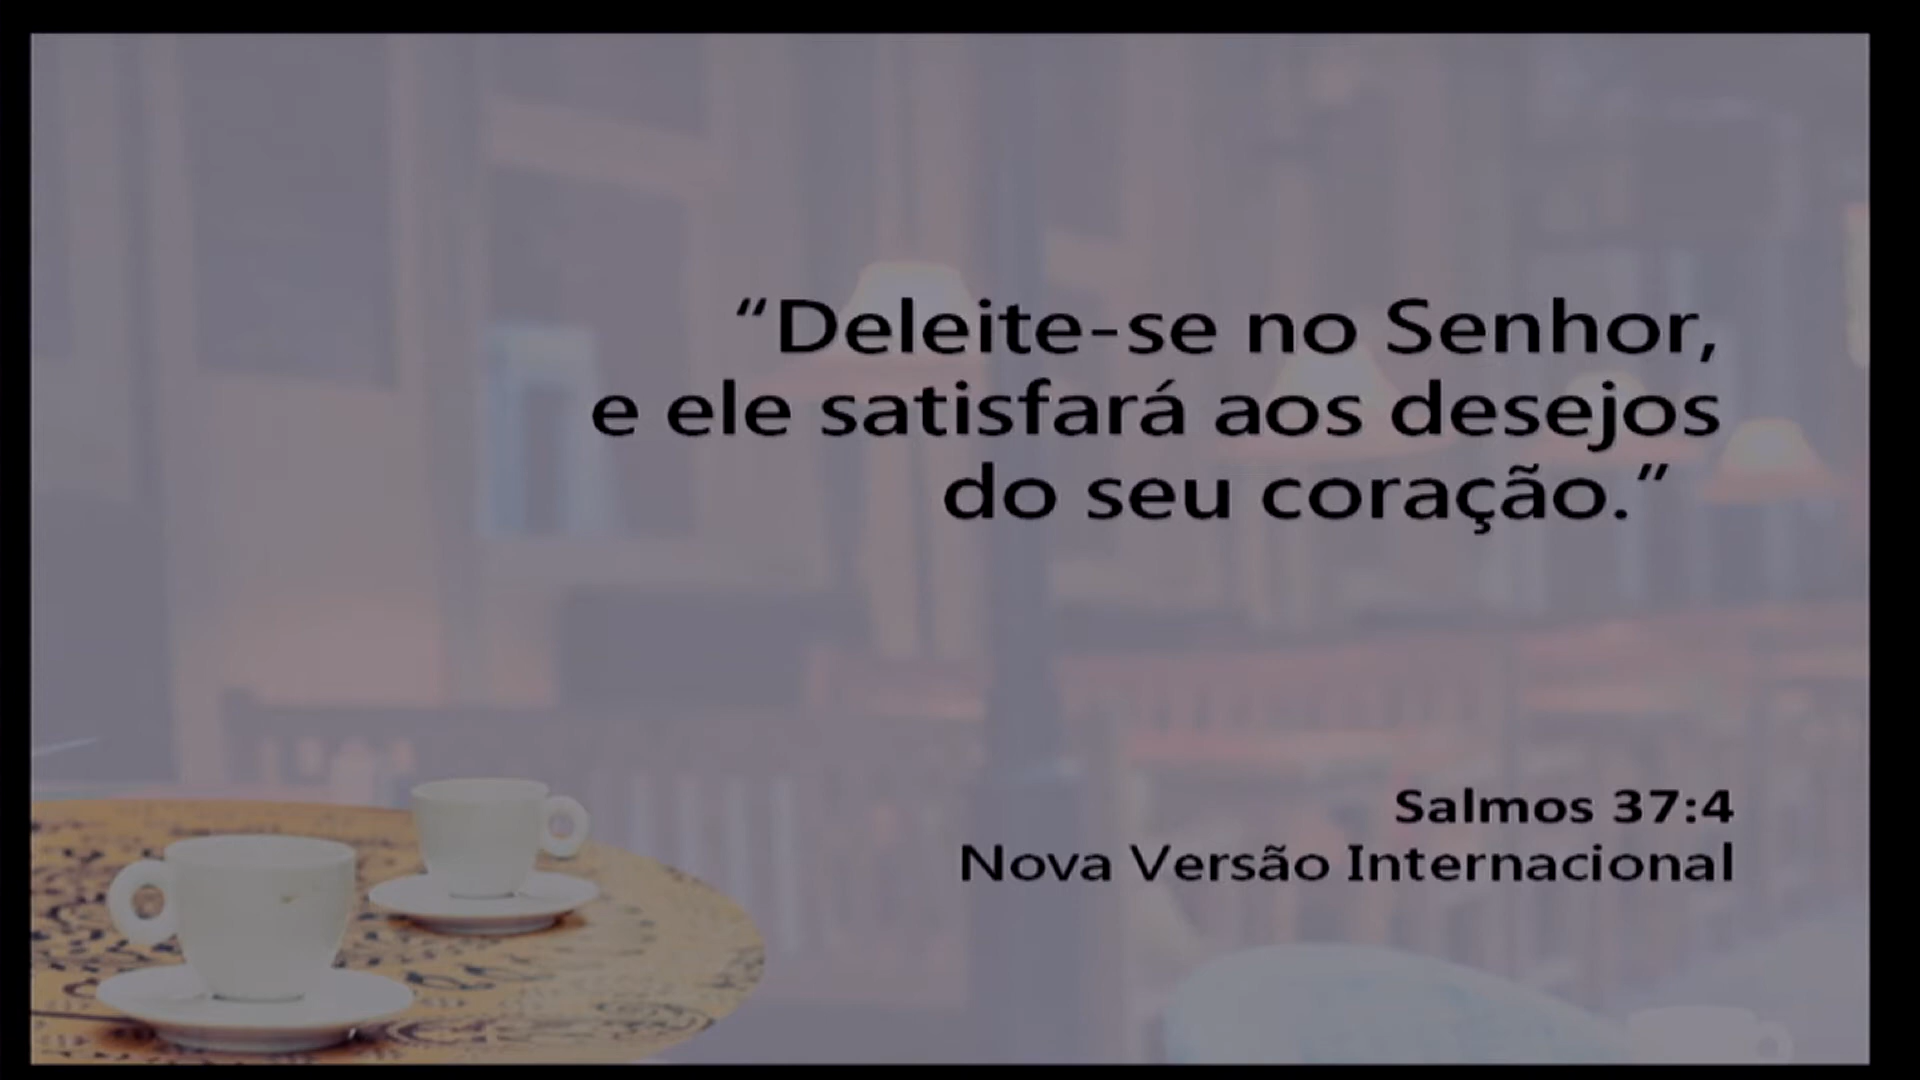 “Deleite-se no Senhor,
e ele satisfará aos desejos
do seu coração.”
Salmos 37:4
Nova Versão Internacional